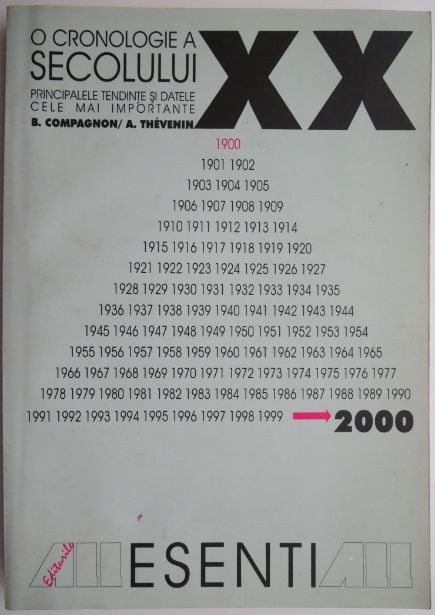 O CRONOLOGIE A
SECOLULUI
XX
PRINCIPALELE TENDINTE ȘI DATELE
CELE MAI IMPORTANTE
B. COMPAGNON/ A. THÉVENIN
1900
1901 1902
1903 1904 1905
1906 1907 1908 1909
1910 1911 1912 1913 1914
1915 1916 1917 1918 1919 1920
1921 1922 1923 1924 1925 1926 1927
1928 1929 1930 1931 1932 1933 1934 1935
1936 1937 1938 1939 1940 1941 1942 1943 1944
1945 1946 1947 1948 1949 1950 1951 1952 1953 1954
1955 1956 1957 1958 1959 1960 1961 1962 1963 1964 1965
1966 1967 1968 1969 1970 1971 1972 1973 1974 1975 1976 1977
1978 1979 1980 1981 1982 1983 1984 1985 1986 1987 1988 1989 1990
1991 1992 1993 1994 1995 1996 1997 1998 1999 2000
Editurile
ALL ESENTIALL